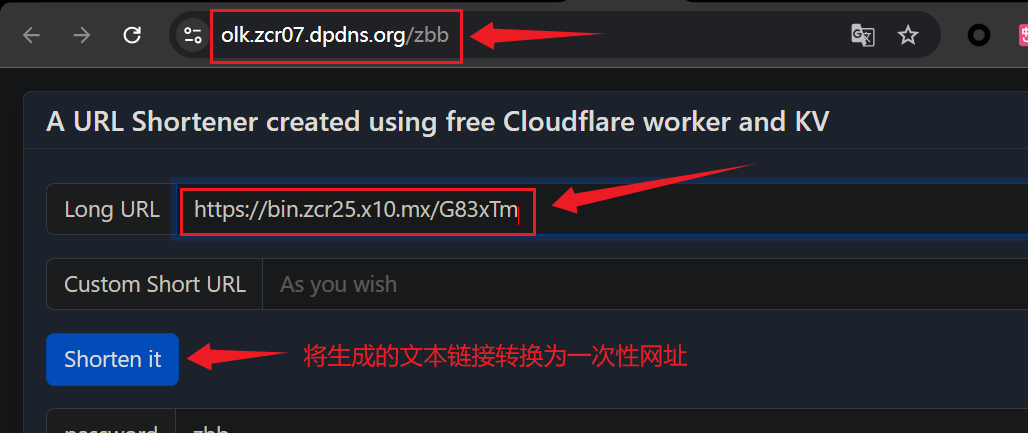 olk.zcr07.dpdns.org/zbb
A URL Shortener created using free Cloudflare worker and KV
Long URL https://bin.zcr25.x10.mx/G83xTm
Custom Short URL As you wish
Shorten it 将生成的文本链接转换为一次性网址
password zbb